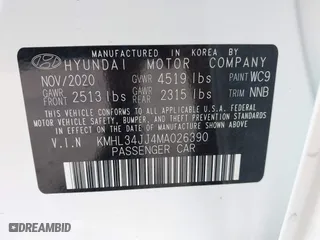 MANUFACTURED IN KOREA BY
HYUNDAI MOTOR COMPANY
NOV/2020 GVWR 4519 lbs PAINT WC9
GAWR FRONT 2513 lbs GAWR REAR 2315 lbs TRIM NNB
THIS VEHICLE CONFORMS TO ALL APPLICABLE
FEDERAL MOTOR VEHICLE SAFETY, BUMPER, AND
THEFT PREVENTION STANDARDS IN EFFECT ON
THE DATE OF MANUFACTURE SHOWN ABOVE.
V.I.N KMHL34JJ4MA026390
PASSENGER CAR
DEALERSHIP.CC